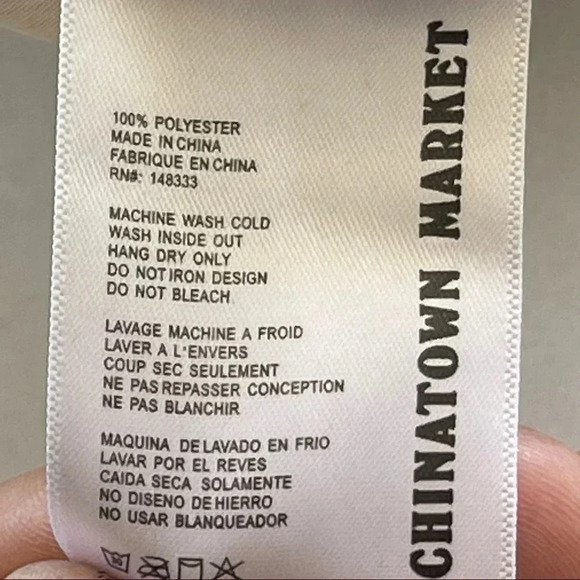 100% POLYESTER
MADE IN CHINA
FABRIQUE EN CHINA
RN#: 148333
MACHINE WASH COLD
WASH INSIDE OUT
HANG DRY ONLY
DO NOT IRON DESIGN
DO NOT BLEACH
LAVAGE MACHINE A FROID
LAVER A L'ENVERS
COUP SEC SEULEMENT
NE PAS REPASSER CONCEPTION
NE PAS BLANCHIR
MAQUINA DE LAVADO EN FRIO
LAVAR POR EL REVES
CAIDA SECA SOLAMENTE
NO DISENO DE HIERRO
NO USAR BLANQUEADOR
CHINATOWN MARKET